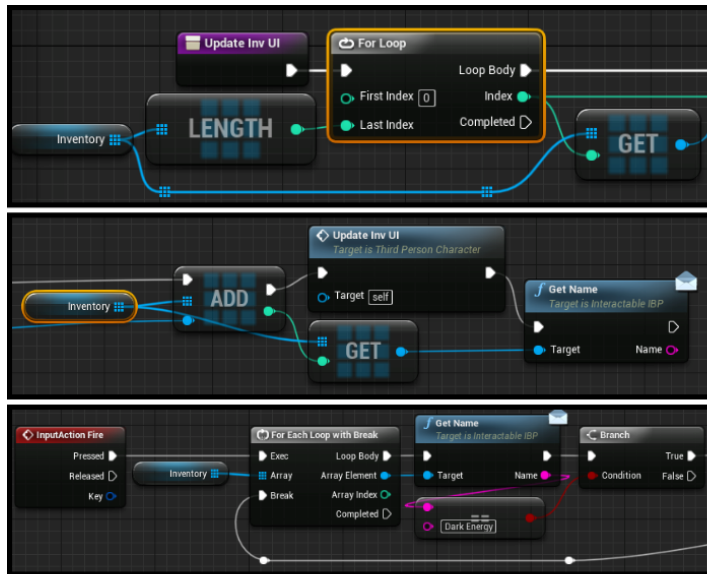 Update Inv UI
For Loop
Loop Body
First Index 0
Index
LENGTH
Last Index
Completed
Inventory
GET
Update Inv UI
Target is Third Person Character
Inventory
ADD
Target self
Get Name
Target is Interactable IBP
GET
Target
Name
InputAction Fire
For Each Loop with Break
Get Name
Target is Interactable IBP
Branch
Pressed
Exec
Loop Body
True
Released
Inventory
Array
Array Element
Target
Name
Condition
False
Key
Break
Array Index
Completed
==
Dark Energy